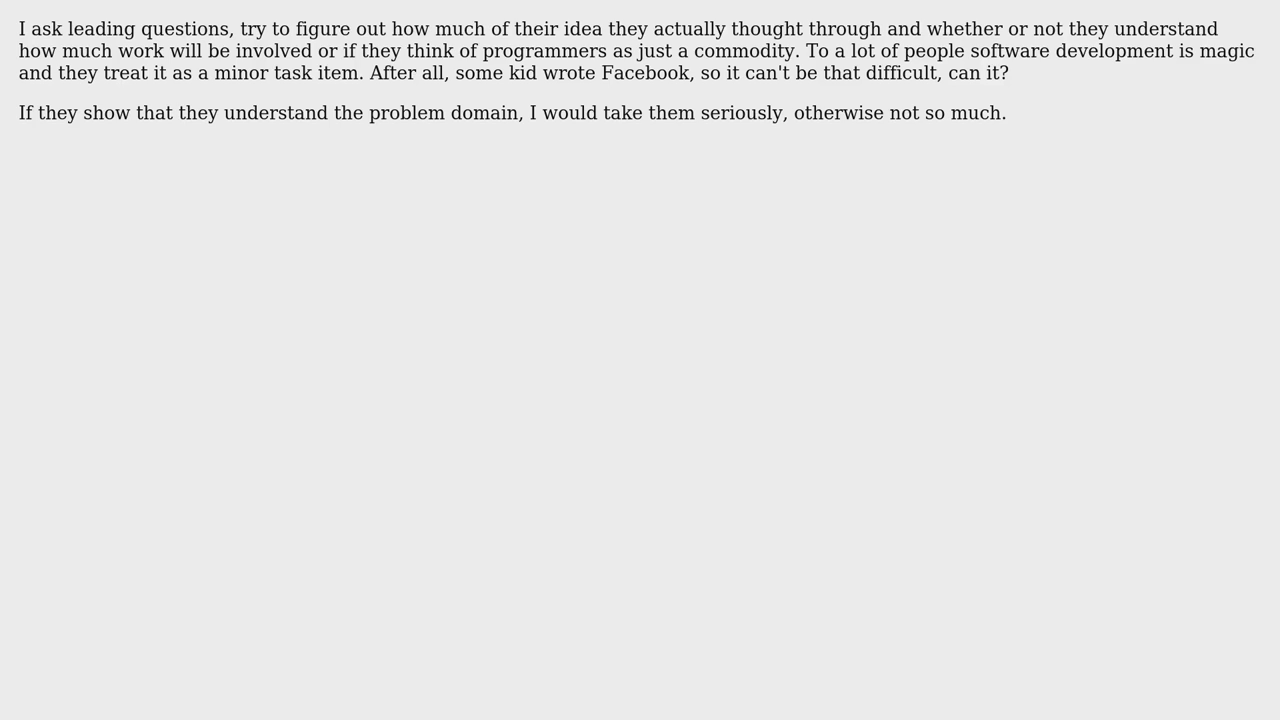 I ask leading questions, try to figure out how much of their idea they actually thought through and whether or not they understand
how much work will be involved or if they think of programmers as just a commodity. To a lot of people software development is magic
and they treat it as a minor task item. After all, some kid wrote Facebook, so it can't be that difficult, can it?
If they show that they understand the problem domain, I would take them seriously, otherwise not so much.